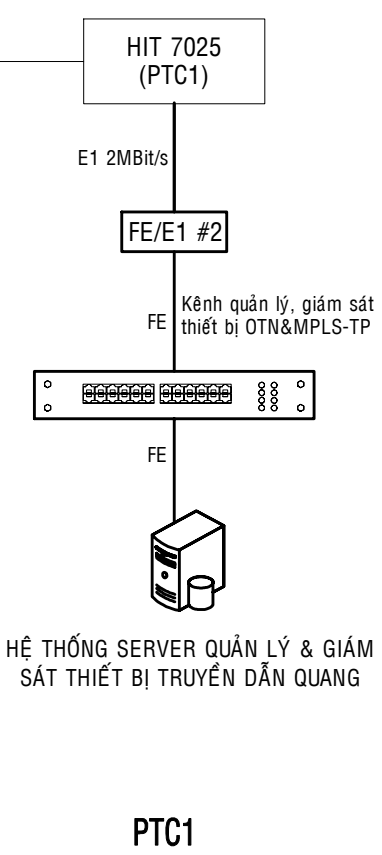 HIT 7025
(PTC1)
E1 2MBit/s
FE/E1 #2
Kênh quản lý, giám sát
FE thiết bị OTN&MPLS-TP
FE
HỆ THỐNG SERVER QUẢN LÝ & GIÁM
SÁT THIẾT BỊ TRUYỀN DẪN QUANG
PTC1